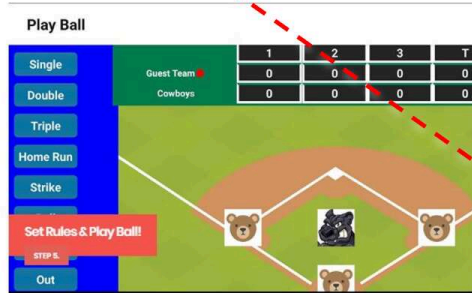 Play Ball
1 2 3 T
Single
Guest Team 0 0 0 0
Double
Cowboys 0 0 0 0
Triple
Home Run
Strike
Set Rules & Play Ball!
STEP 5.
Out